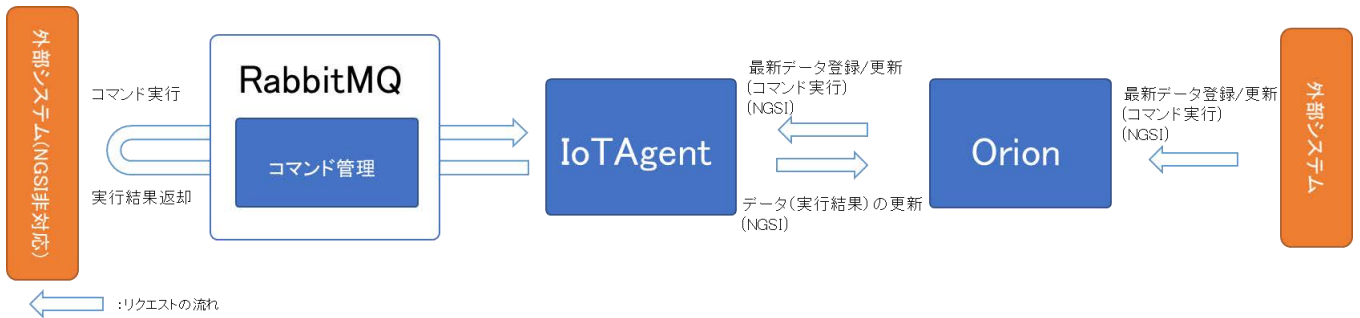 外部システム(NGSI非対応)
コマンド実行
実行結果返却
RabbitMQ
コマンド管理
IoTAgent
最新データ登録/更新
(コマンド実行)
(NGSI)
データ(実行結果)の更新
(NGSI)
Orion
最新データ登録/更新
(コマンド実行)
(NGSI)
外部システム
:リクエストの流れ